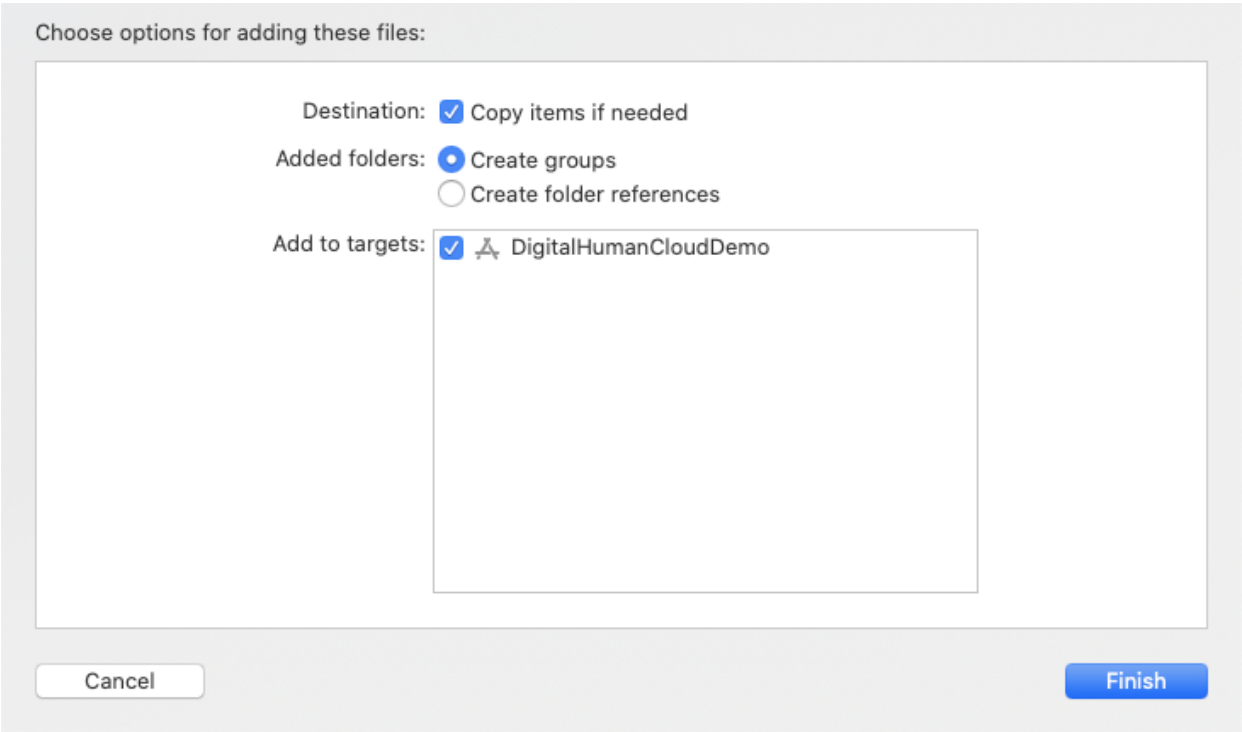 Choose options for adding these files:
Destination: Copy items if needed
Added folders: Create groups
Create folder references
Add to targets: DigitalHumanCloudDemo
Cancel Finish